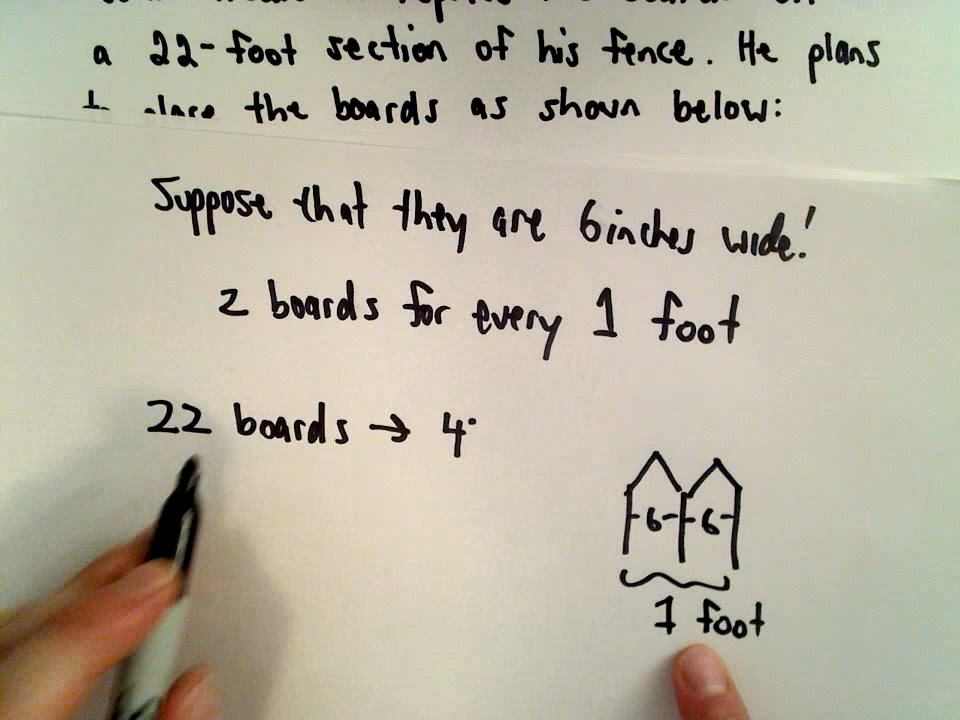 a 22-foot section of his fence. He plans
the boards as shown below:
Suppose that they are 6 inches wide!
2 boards for every 1 foot
22 boards → 4
6 6
1 foot